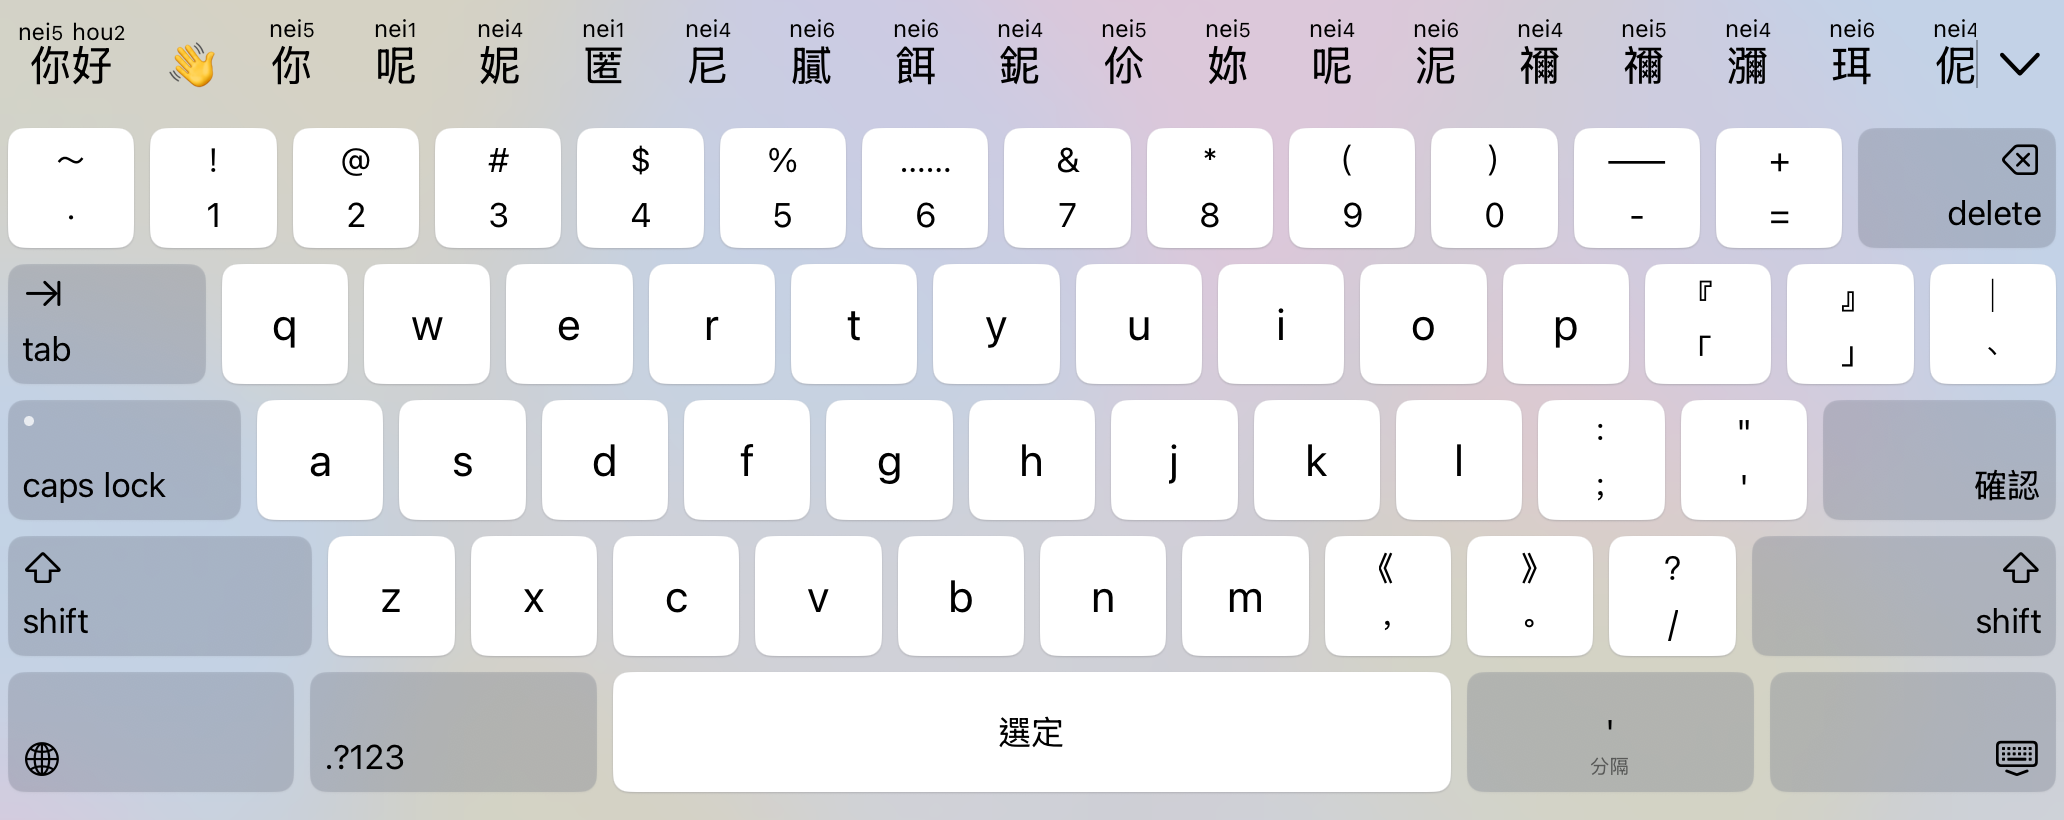 nei5 hou2 nei5 nei1 nei4 nei1 nei4 nei6 nei6 nei4 nei5 nei5 nei4 nei6 nei4 nei5 nei4 nei6 nei4
你好 👋 你 呢 妮 匿 尼 膩 餌 鈮 伱 妳 呢 泥 禰 禰 瀰 珥 伲
~ ! @ # $ % …… & * ( ) —— +
· 1 2 3 4 5 6 7 8 9 0 - = delete
tab q w e r t y u i o p 『 「 』 」 | 、
caps lock a s d f g h j k l : ; " ' 確認
shift z x c v b n m 《 , 》 。 ? / shift
.?123 選定 ' 分隔